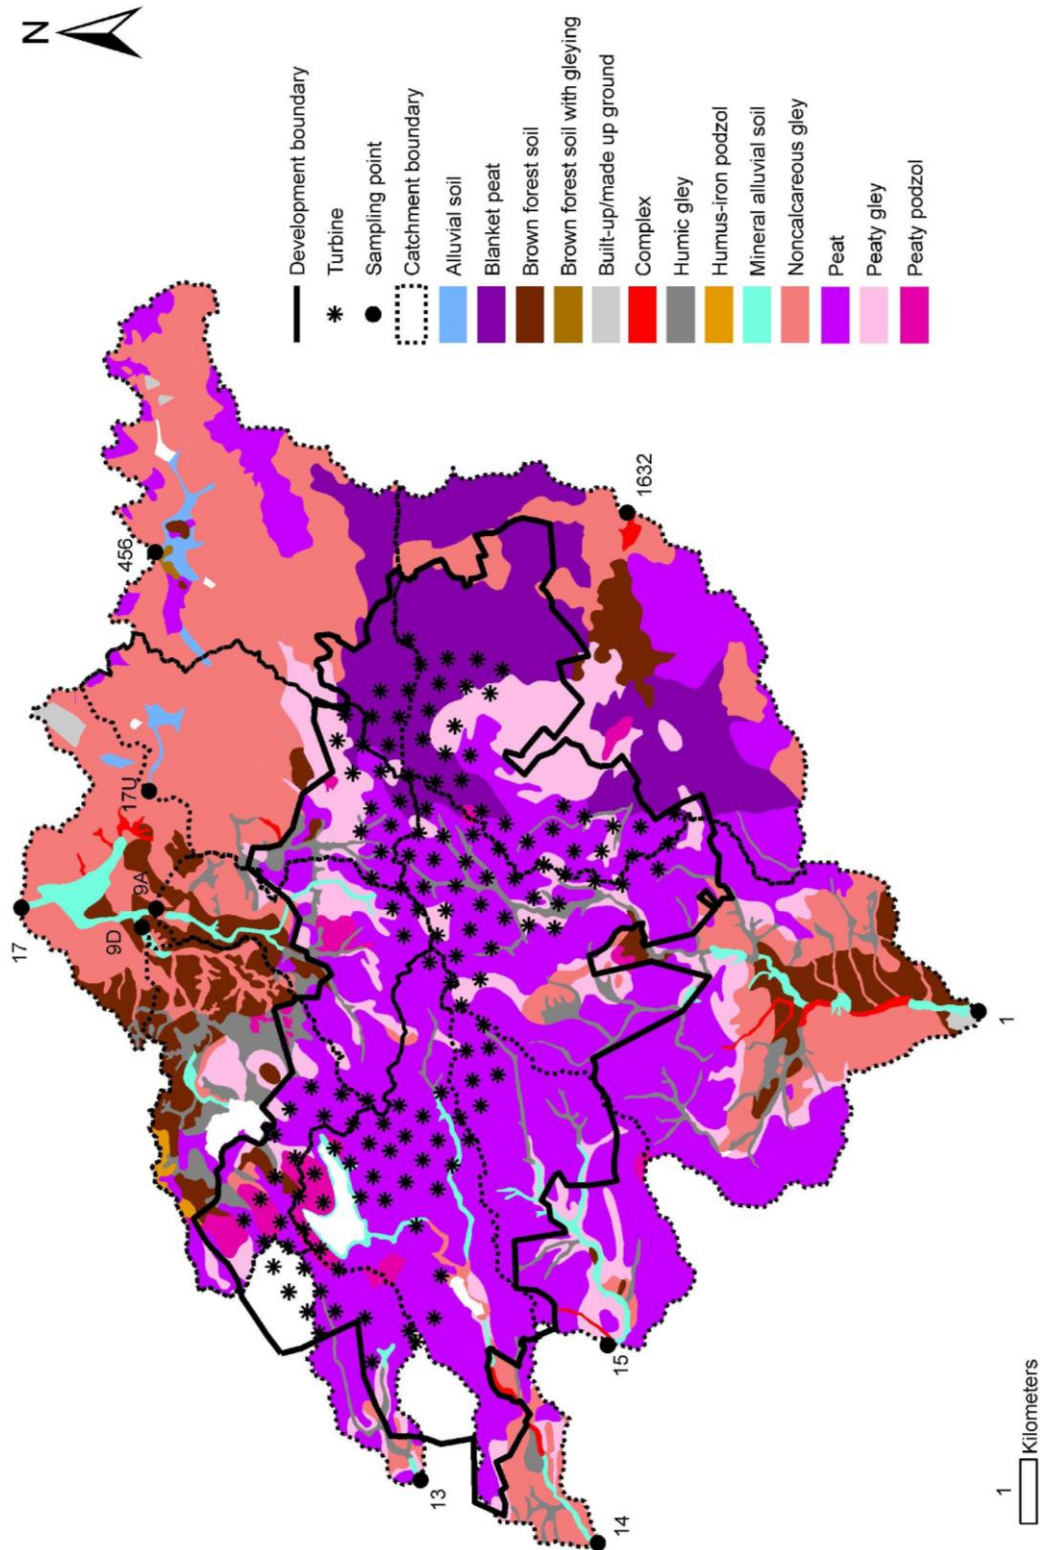 N
Development boundary
Turbine
Sampling point
Catchment boundary
Alluvial soil
Blanket peat
Brown forest soil
Brown forest soil with gleying
Built-up/made up ground
Complex
Humic gley
Humus-iron podzol
Mineral alluvial soil
Noncalcareous gley
Peat
Peaty gley
Peaty podzol
17
9D
9A
17U
456
1632
13
14
15
1
1
Kilometers